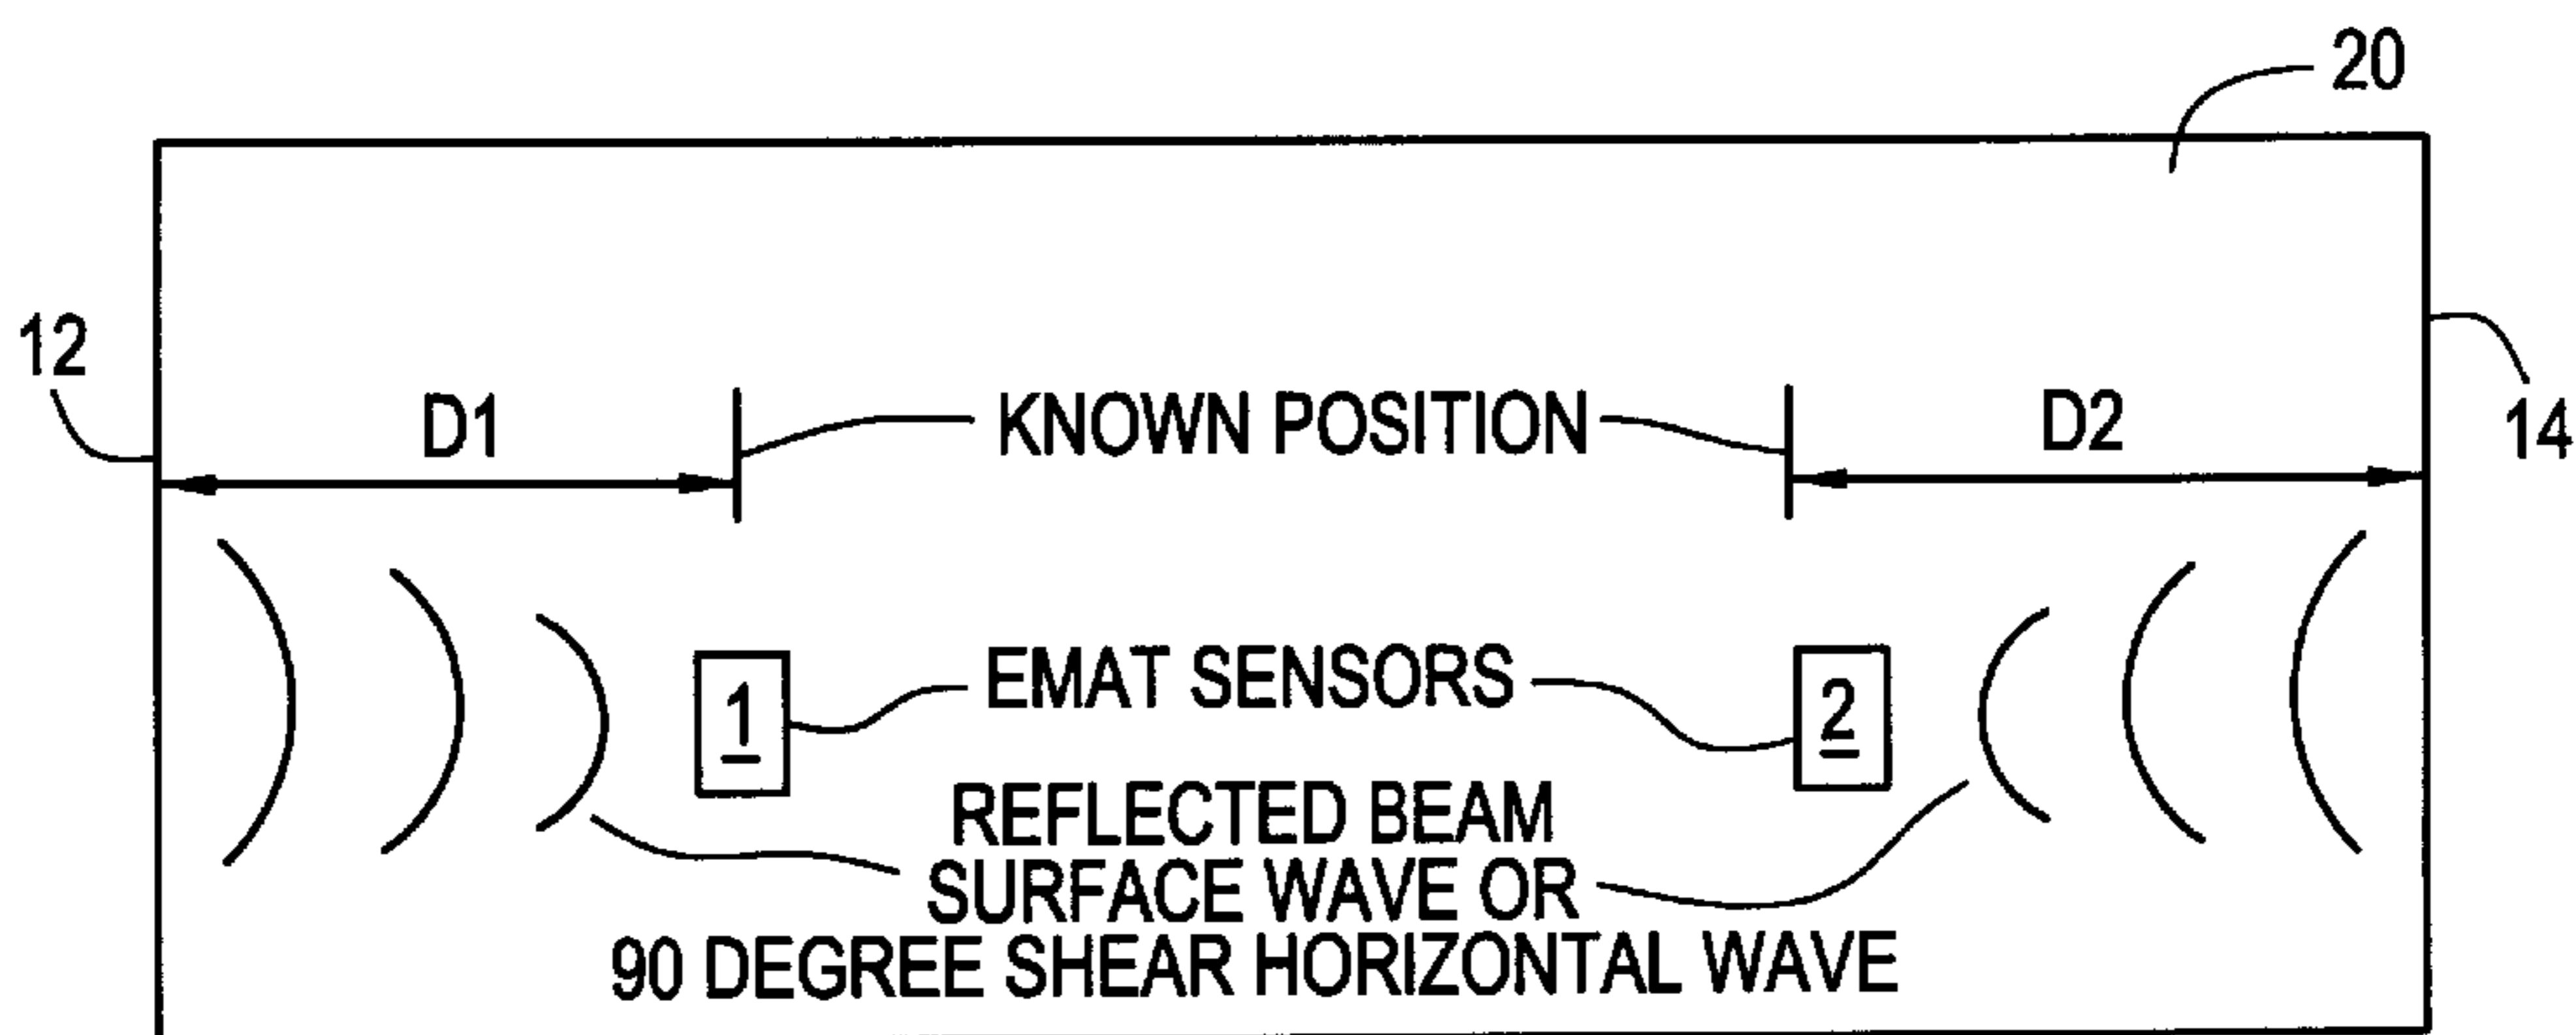 20
12
D1
KNOWN POSITION
D2
14
1
EMAT SENSORS
2
REFLECTED BEAM
SURFACE WAVE OR
90 DEGREE SHEAR HORIZONTAL WAVE